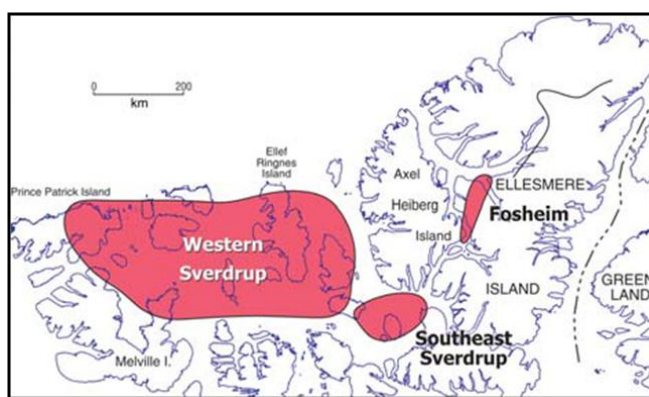 0
200
km
Ellef
Ringnes
Island
Prince Patrick Island
Axel
Heiberg
Island
ELLESMERE
Fosheim
Western
Sverdrup
ISLAND
GREEN
LAND
Southeast
Sverdrup
Melville I.